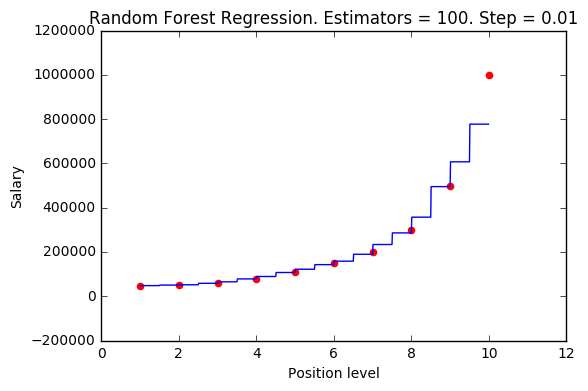 Random Forest Regression. Estimators = 100. Step = 0.01
1200000
1000000
800000
600000
400000
200000
0
−200000
Salary
0 2 4 6 8 10 12
Position level